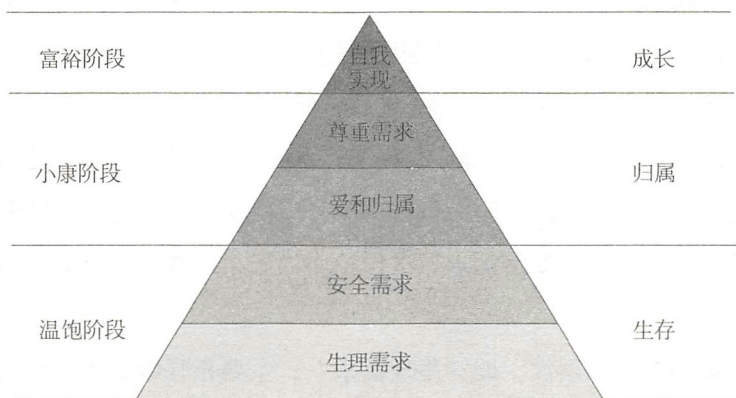 富裕阶段
自我
实现
成长
尊重需求
小康阶段
归属
爱和归属
安全需求
温饱阶段
生存
生理需求